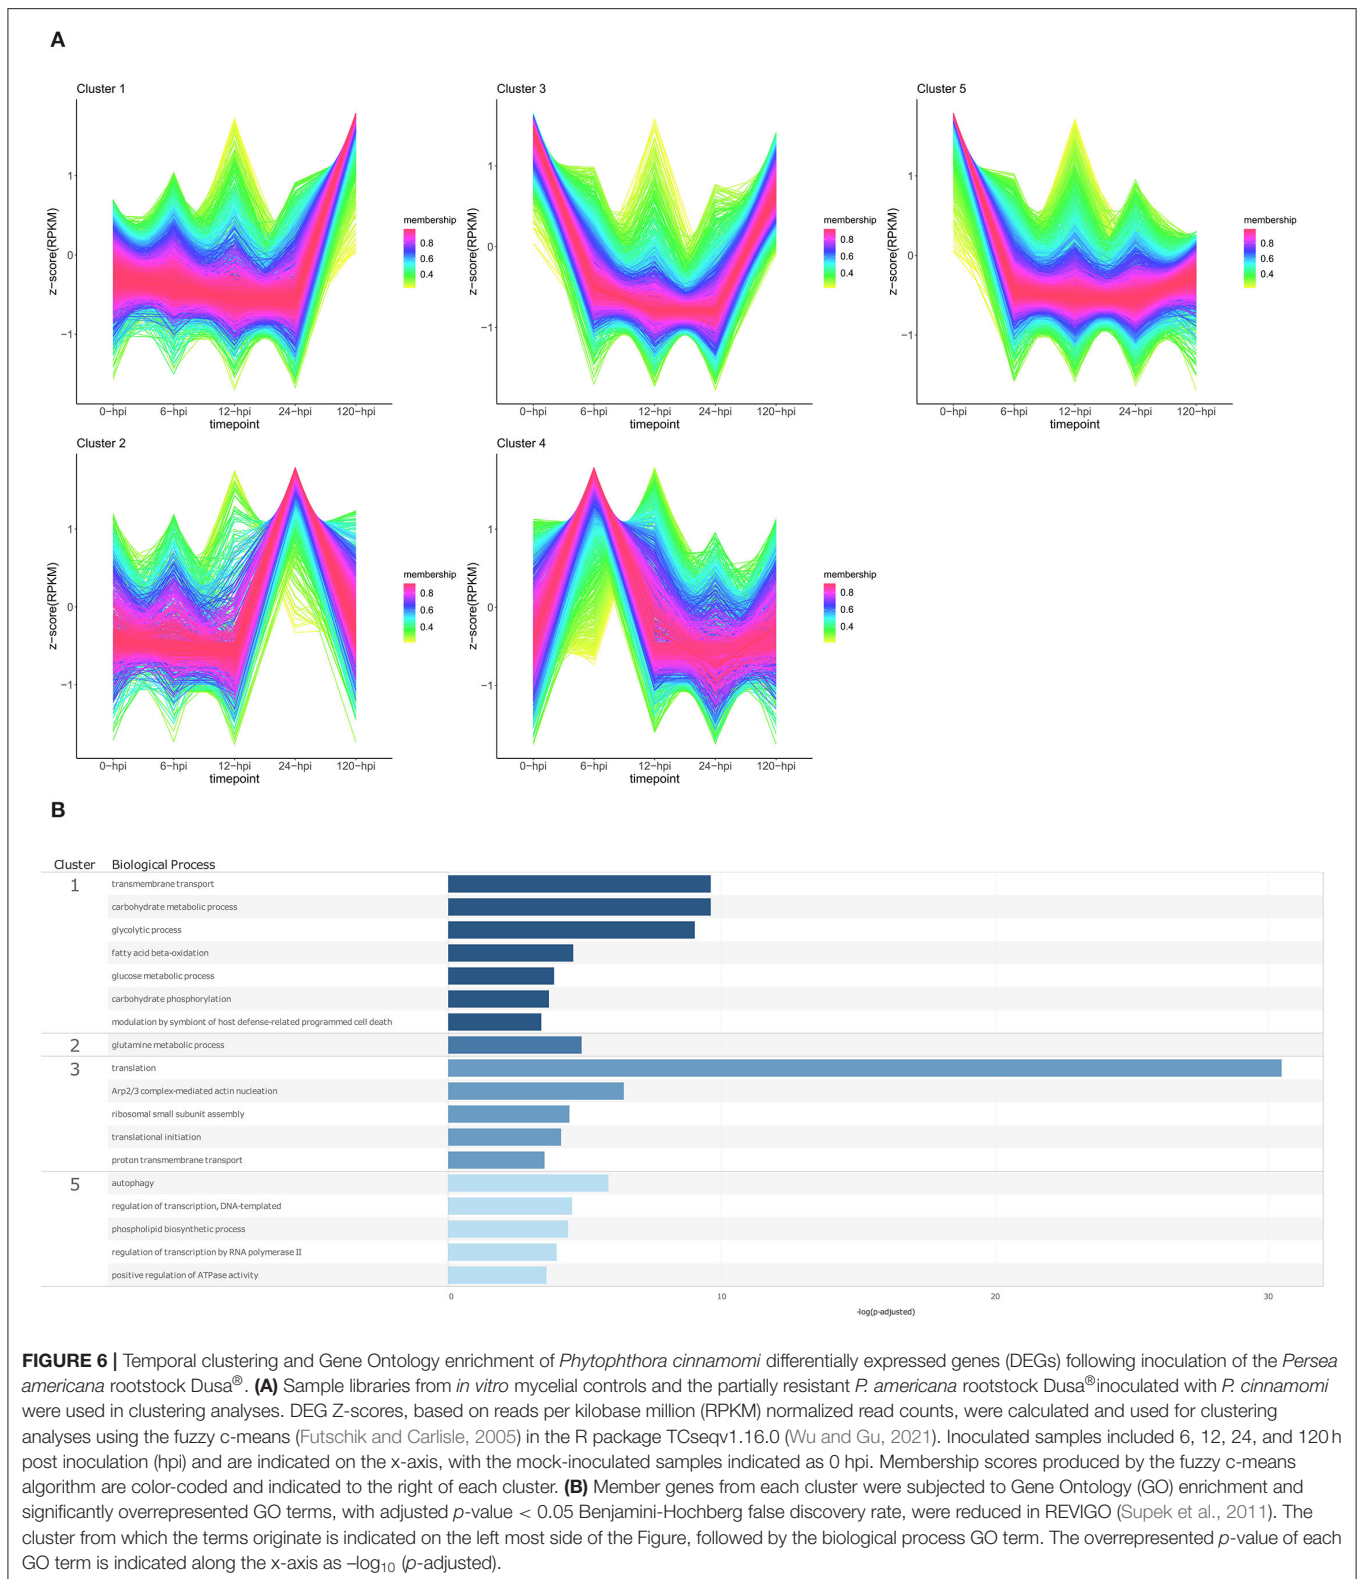 A
Cluster 1
z−score(RPKM)
1
0
−1
0−hpi 6−hpi 12−hpi 24−hpi 120−hpi
timepoint
membership
0.8
0.6
0.4
Cluster 3
z−score(RPKM)
1
0
−1
0−hpi 6−hpi 12−hpi 24−hpi 120−hpi
timepoint
membership
0.8
0.6
0.4
Cluster 5
z−score(RPKM)
1
0
−1
0−hpi 6−hpi 12−hpi 24−hpi 120−hpi
timepoint
membership
0.8
0.6
0.4
Cluster 2
z−score(RPKM)
1
0
−1
0−hpi 6−hpi 12−hpi 24−hpi 120−hpi
timepoint
membership
0.8
0.6
0.4
Cluster 4
z−score(RPKM)
1
0
−1
0−hpi 6−hpi 12−hpi 24−hpi 120−hpi
timepoint
membership
0.8
0.6
0.4
B
Cluster Biological Process
1 transmembrane transport
carbohydrate metabolic process
glycolytic process
fatty acid beta-oxidation
glucose metabolic process
carbohydrate phosphorylation
modulation by symbiont of host defense-related programmed cell death
2 glutamine metabolic process
3 translation
Arp2/3 complex-mediated actin nucleation
ribosomal small subunit assembly
translational initiation
proton transmembrane transport
5 autophagy
regulation of transcription, DNA-templated
phospholipid biosynthetic process
regulation of transcription by RNA polymerase II
positive regulation of ATPase activity
0 10 20 30
-log(p-adjusted)
FIGURE 6 | Temporal clustering and Gene Ontology enrichment of Phytophthora cinnamomi differentially expressed genes (DEGs) following inoculation of the Persea
americana rootstock Dusa®. (A) Sample libraries from in vitro mycelial controls and the partially resistant P. americana rootstock Dusa®inoculated with P. cinnamomi
were used in clustering analyses. DEG Z-scores, based on reads per kilobase million (RPKM) normalized read counts, were calculated and used for clustering
analyses using the fuzzy c-means (Futschik and Carlisle, 2005) in the R package TCseqv1.16.0 (Wu and Gu, 2021). Inoculated samples included 6, 12, 24, and 120 h
post inoculation (hpi) and are indicated on the x-axis, with the mock-inoculated samples indicated as 0 hpi. Membership scores produced by the fuzzy c-means
algorithm are color-coded and indicated to the right of each cluster. (B) Member genes from each cluster were subjected to Gene Ontology (GO) enrichment and
significantly overrepresented GO terms, with adjusted p-value < 0.05 Benjamini-Hochberg false discovery rate, were reduced in REVIGO (Supek et al., 2011). The
cluster from which the terms originate is indicated on the left most side of the Figure, followed by the biological process GO term. The overrepresented p-value of each
GO term is indicated along the x-axis as –log10 (p-adjusted).